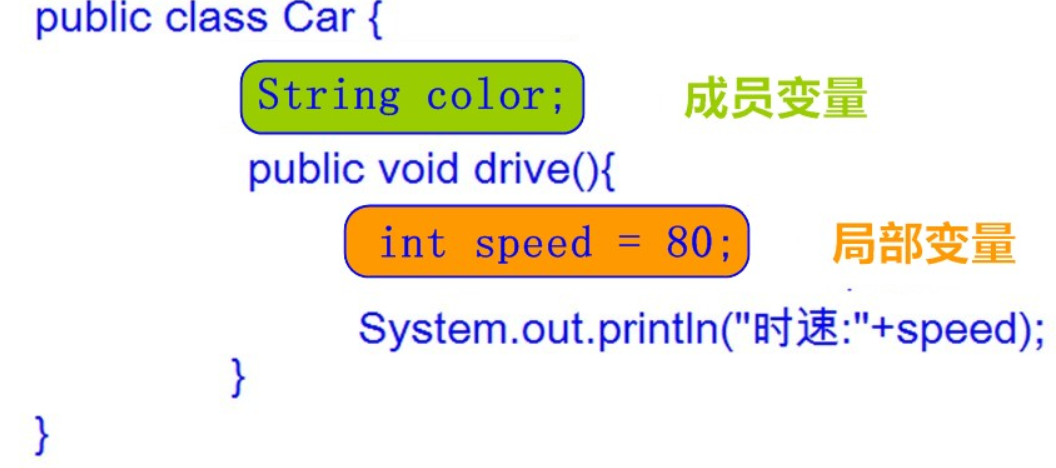 public class Car {
String color; 成员变量
public void drive(){
int speed = 80; 局部变量
System.out.println("时速:"+speed);
}
}